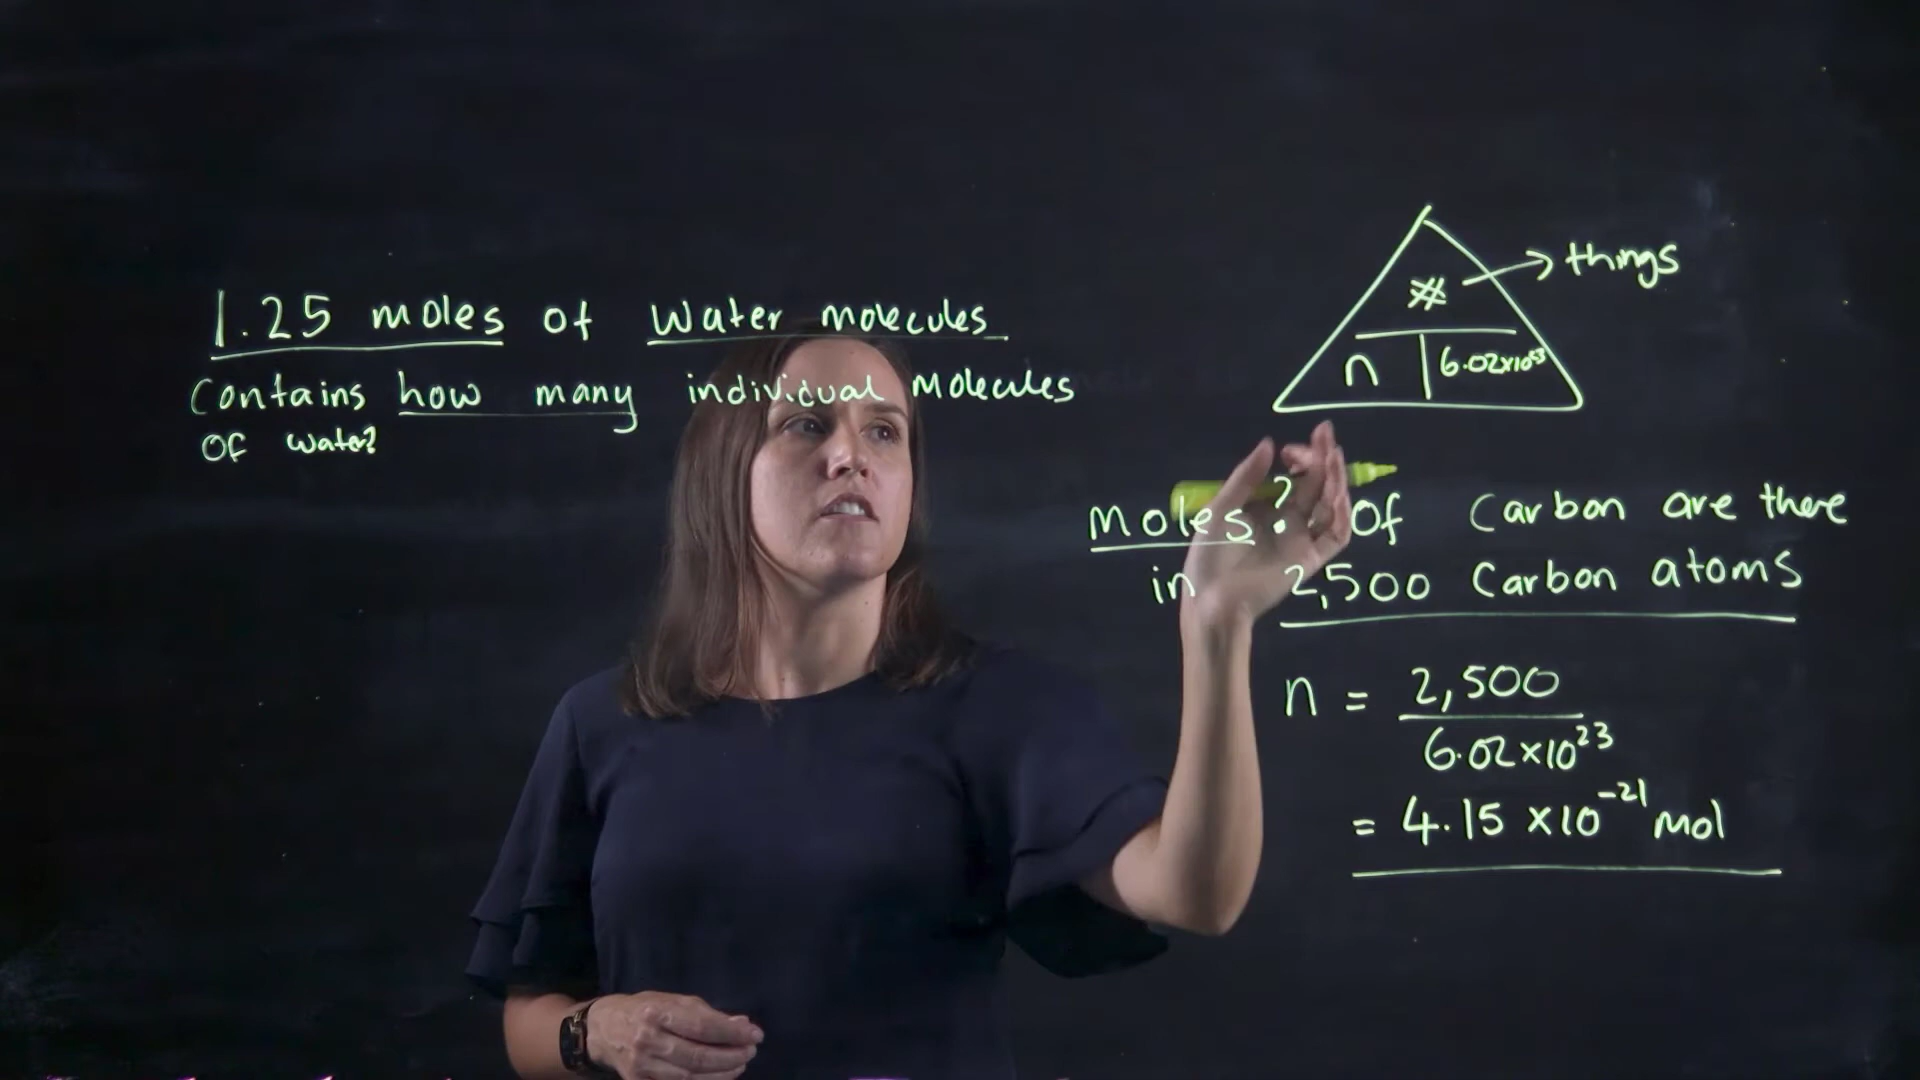 1.25 moles of Water molecules
Contains how many individual Molecules
Of water?
# → things
n 6.02x10²³
Moles? Of Carbon are there
in 2,500 Carbon atoms
n = 2,500
6.02x10²³
= 4.15 x10⁻²¹ mol